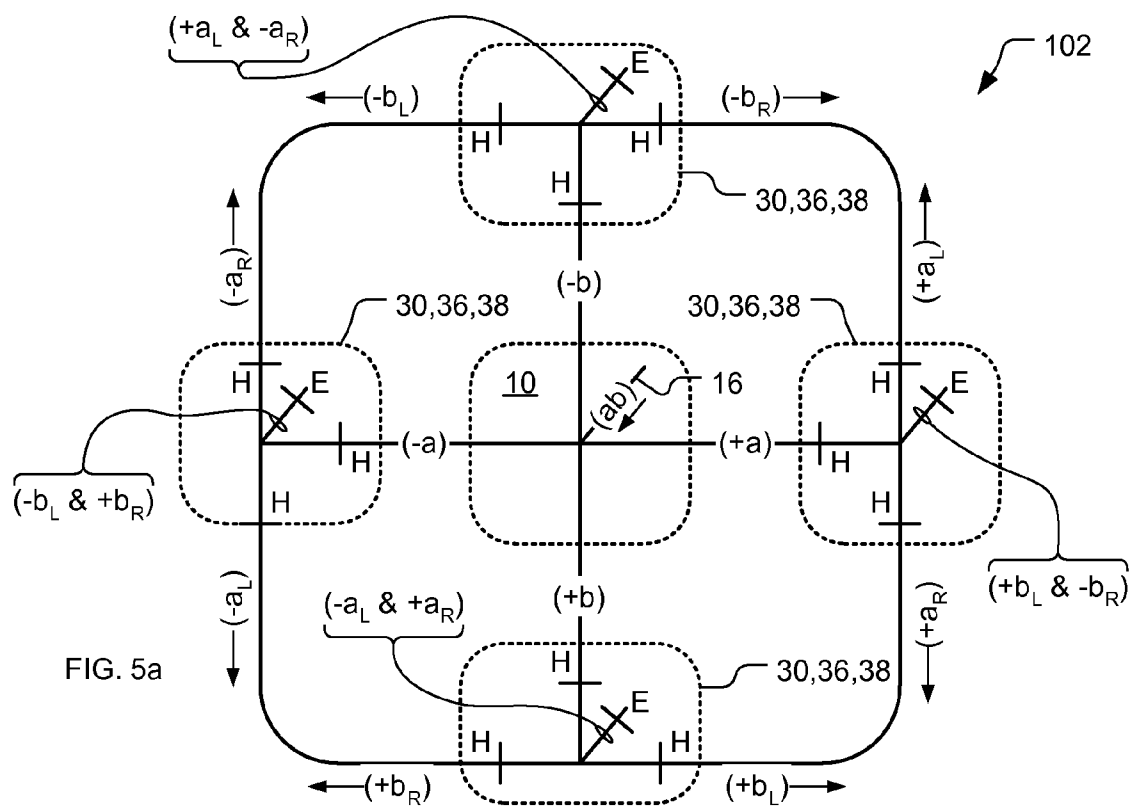 (+aL & -aR)
E
102
(-bL)
(-bR)
H
H
H
30,36,38
(-aR)
(+aL)
(-b)
30,36,38
30,36,38
H
E
10
(ab)
16
H
E
(-a)
(+a)
H
H
(-bL & +bR)
H
H
(+bL & -bR)
(-aL)
(+b)
(+aR)
(-aL & +aR)
FIG. 5a
H
30,36,38
E
H
H
(+bR)
(+bL)